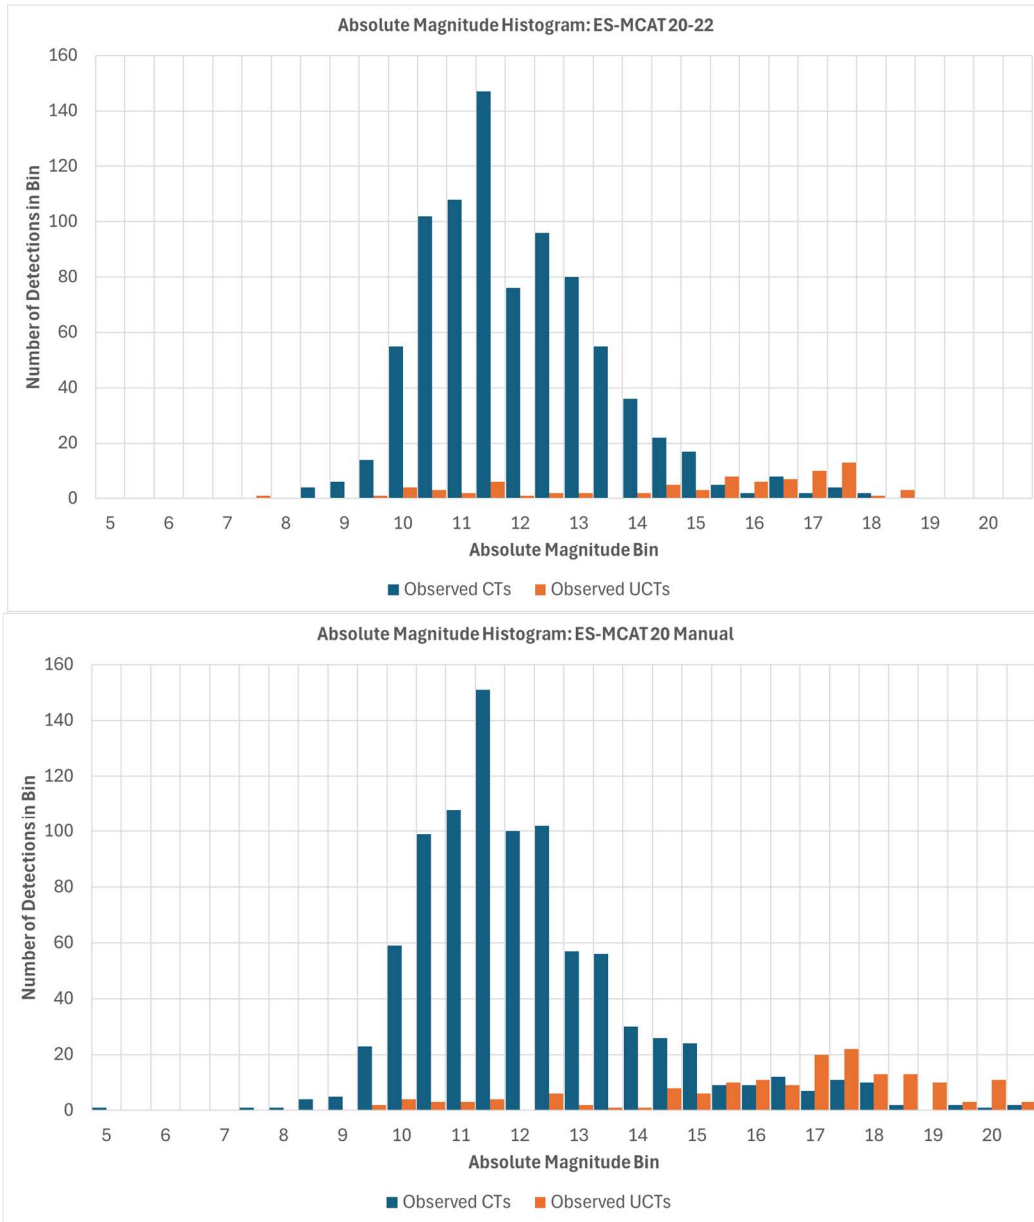 Absolute Magnitude Histogram: ES-MCAT 20-22
160
140
120
100
80
60
40
20
0
Number of Detections in Bin
5 6 7 8 9 10 11 12 13 14 15 16 17 18 19 20
Absolute Magnitude Bin
Observed CTs Observed UCTs
Absolute Magnitude Histogram: ES-MCAT 20 Manual
160
140
120
100
80
60
40
20
0
Number of Detections in Bin
5 6 7 8 9 10 11 12 13 14 15 16 17 18 19 20
Absolute Magnitude Bin
Observed CTs Observed UCTs